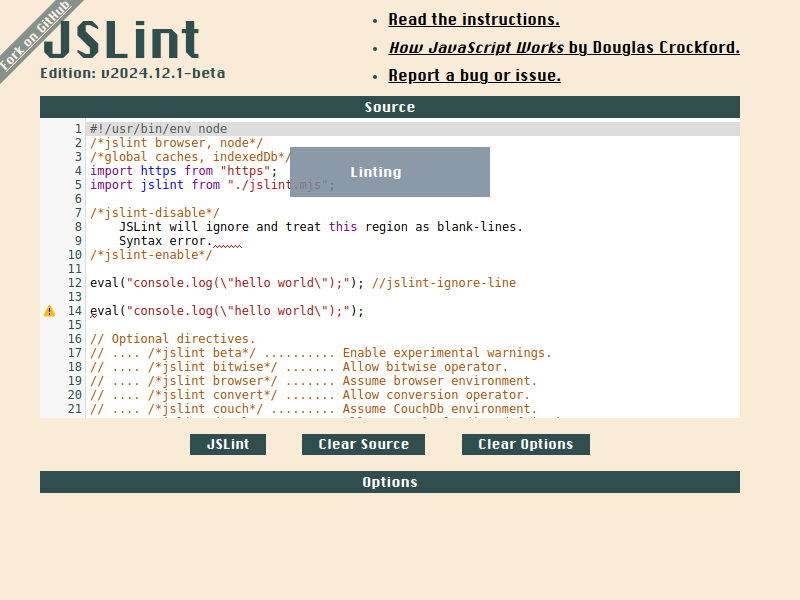 Fork on GitHub
JSLint
Edition: v2024.12.1-beta
Read the instructions.
How JavaScript Works by Douglas Crockford.
Report a bug or issue.
Source
1 #!/usr/bin/env node
2 /*jslint browser, node*/
3 /*global caches, indexedDb*/
4 import https from "https";
5 import jslint from "./jslint.mjs";
Linting
6
7 /*jslint-disable*/
8 JSLint will ignore and treat this region as blank-lines.
9 Syntax error.
10 /*jslint-enable*/
11
12 eval("console.log(\"hello world\");"); //jslint-ignore-line
13
14 eval("console.log(\"hello world\");");
15
16 // Optional directives.
17 // .... /*jslint beta*/ .......... Enable experimental warnings.
18 // .... /*jslint bitwise*/ ....... Allow bitwise operator.
19 // .... /*jslint browser*/ ....... Assume browser environment.
20 // .... /*jslint convert*/ ....... Allow conversion operator.
21 // .... /*jslint couch*/ ......... Assume CouchDb environment.
JSLint
Clear Source
Clear Options
Options